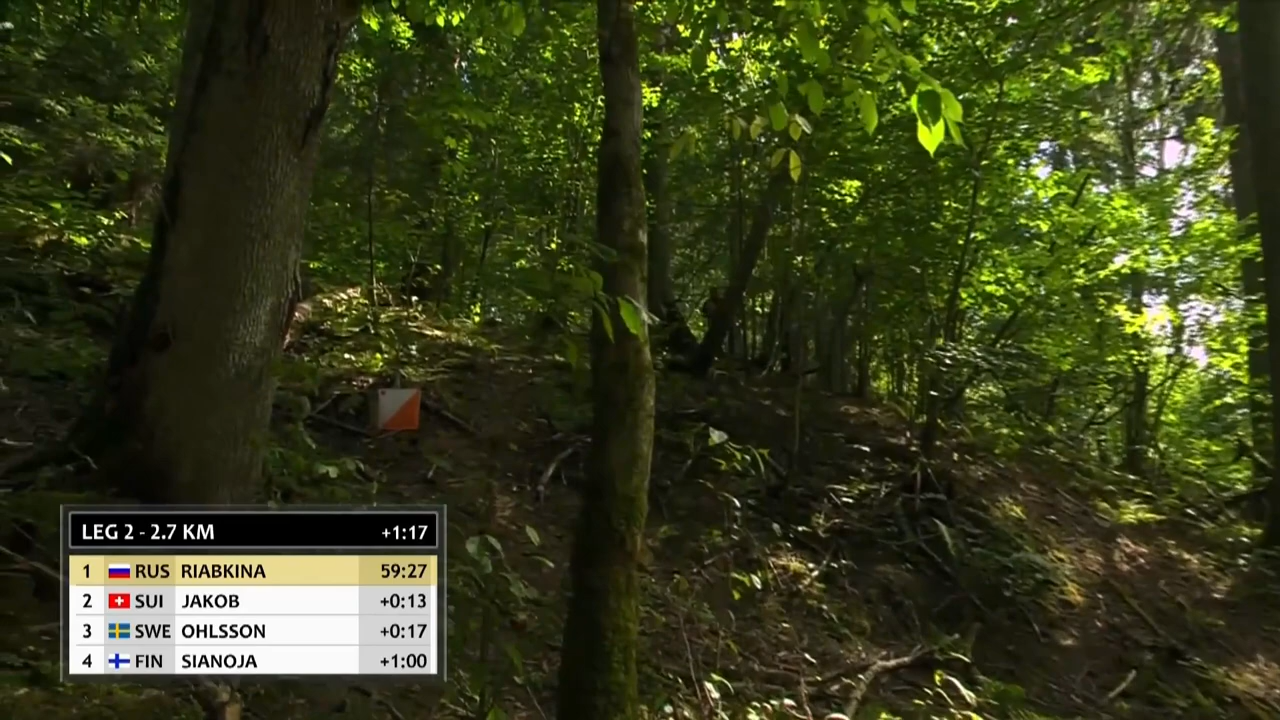 LEG 2 - 2.7 KM +1:17
1 RUS RIABKINA 59:27
2 SUI JAKOB +0:13
3 SWE OHLSSON +0:17
4 FIN SIANOJA +1:00